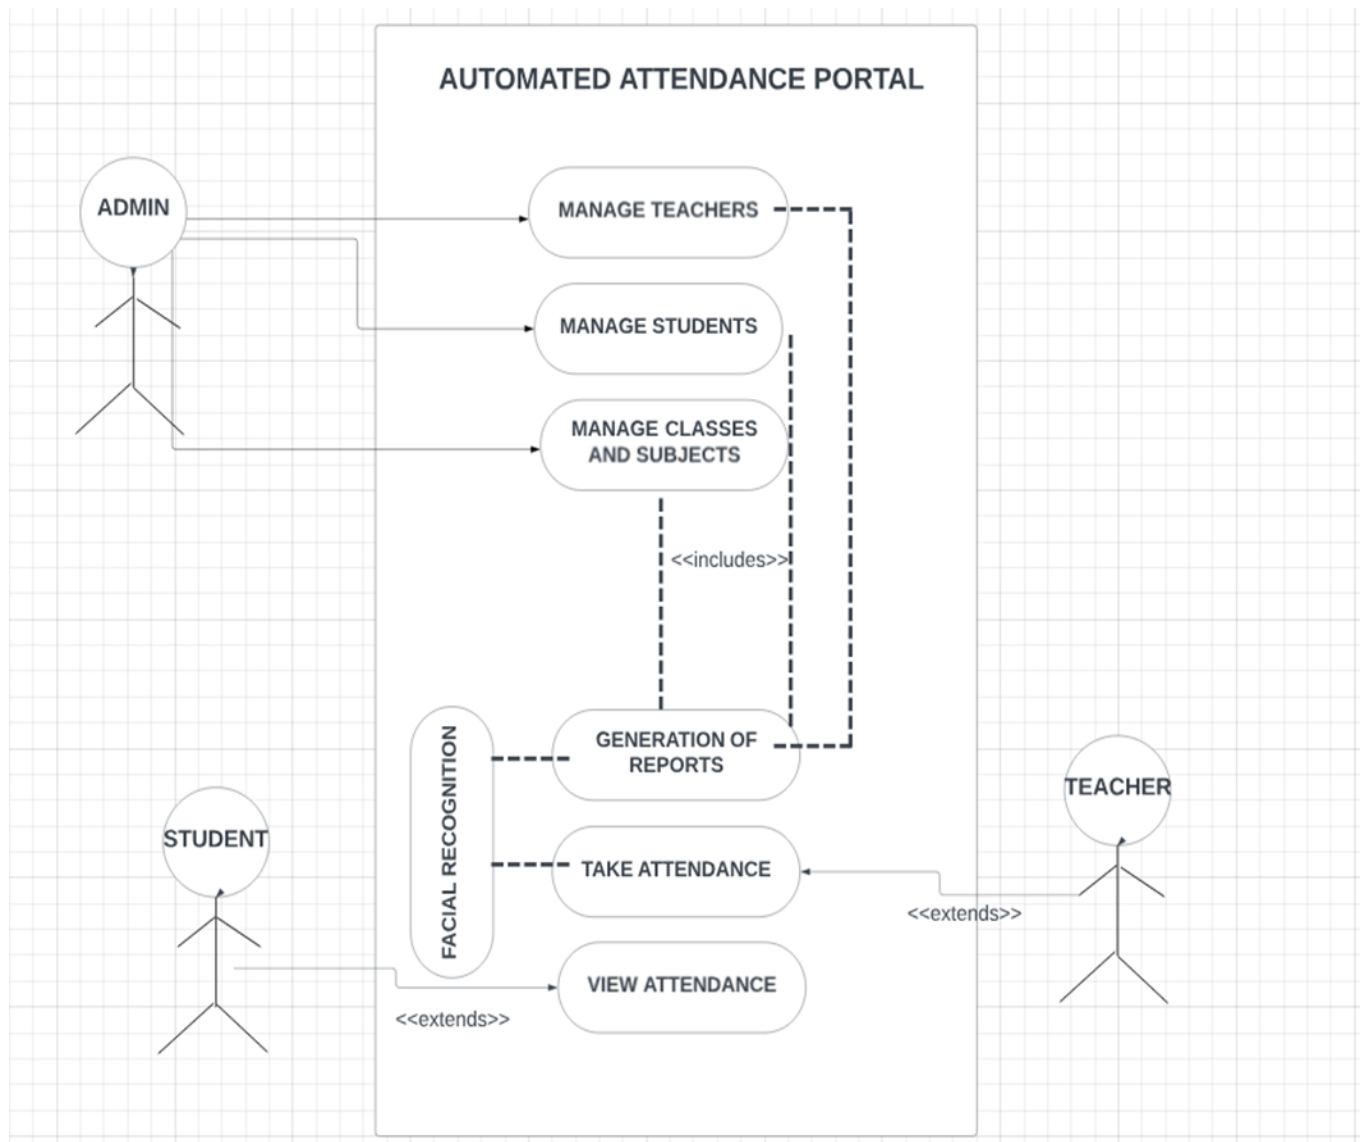 AUTOMATED ATTENDANCE PORTAL
ADMIN
MANAGE TEACHERS
MANAGE STUDENTS
MANAGE CLASSES
AND SUBJECTS
<<includes>>
FACIAL RECOGNITION
GENERATION OF
REPORTS
TEACHER
STUDENT
TAKE ATTENDANCE
<<extends>>
VIEW ATTENDANCE
<<extends>>